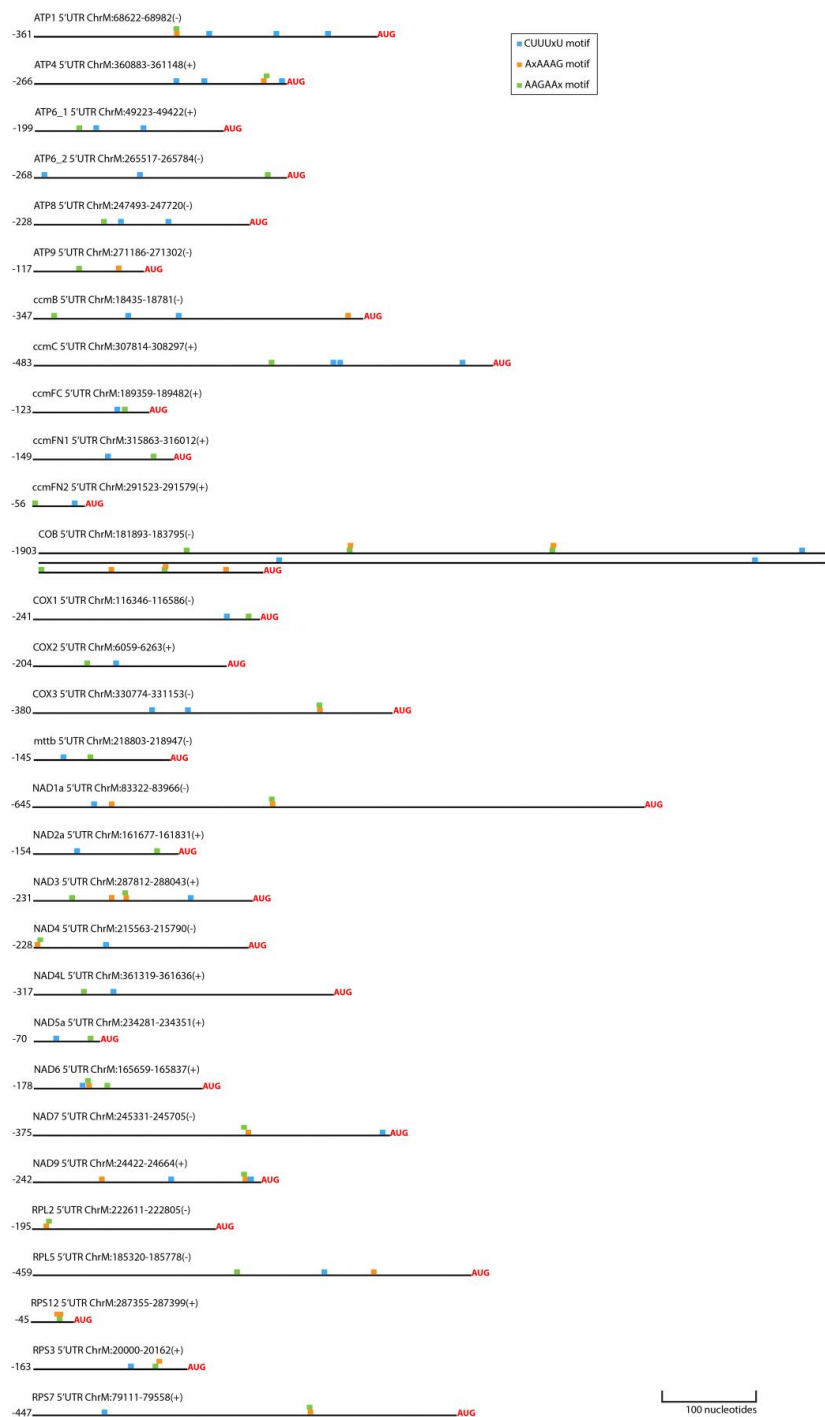 ATP1 5'UTR ChrM:68622-68982(-)
-361 AUG
CUUUxU motif
AxAAAG motif
AAGAAx motif
ATP4 5'UTR ChrM:360883-361148(+)
-266 AUG
ATP6_1 5'UTR ChrM:49223-49422(+)
-199 AUG
ATP6_2 5'UTR ChrM:265517-265784(-)
-268 AUG
ATP8 5'UTR ChrM:247493-247720(-)
-228 AUG
ATP9 5'UTR ChrM:271186-271302(-)
-117 AUG
ccmB 5'UTR ChrM:18435-18781(-)
-347 AUG
ccmC 5'UTR ChrM:307814-308297(+)
-483 AUG
ccmFC 5'UTR ChrM:189359-189482(+)
-123 AUG
ccmFN1 5'UTR ChrM:315863-316012(+)
-149 AUG
ccmFN2 5'UTR ChrM:291523-291579(+)
-56 AUG
COB 5'UTR ChrM:181893-183795(-)
-1903
AUG
COX1 5'UTR ChrM:116346-116586(-)
-241 AUG
COX2 5'UTR ChrM:6059-6263(+)
-204 AUG
COX3 5'UTR ChrM:330774-331153(-)
-380 AUG
mttb 5'UTR ChrM:218803-218947(-)
-145 AUG
NAD1a 5'UTR ChrM:83322-83966(-)
-645 AUG
NAD2a 5'UTR ChrM:161677-161831(+)
-154 AUG
NAD3 5'UTR ChrM:287812-288043(+)
-231 AUG
NAD4 5'UTR ChrM:215563-215790(-)
-228 AUG
NAD4L 5'UTR ChrM:361319-361636(+)
-317 AUG
NAD5a 5'UTR ChrM:234281-234351(+)
-70 AUG
NAD6 5'UTR ChrM:165659-165837(+)
-178 AUG
NAD7 5'UTR ChrM:245331-245705(-)
-375 AUG
NAD9 5'UTR ChrM:24422-24664(+)
-242 AUG
RPL2 5'UTR ChrM:222611-222805(-)
-195 AUG
RPL5 5'UTR ChrM:185320-185778(-)
-459 AUG
RPS12 5'UTR ChrM:287355-287399(+)
-45 AUG
RPS3 5'UTR ChrM:20000-20162(+)
-163 AUG
RPS7 5'UTR ChrM:79111-79558(+)
-447 AUG
100 nucleotides